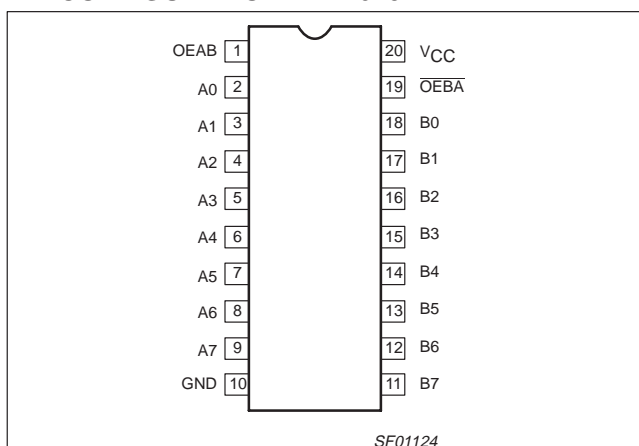 OEAB 1 20 VCC
A0 2 19 O̅E̅B̅A̅
A1 3 18 B0
A2 4 17 B1
A3 5 16 B2
A4 6 15 B3
A5 7 14 B4
A6 8 13 B5
A7 9 12 B6
GND 10 11 B7
SF01124